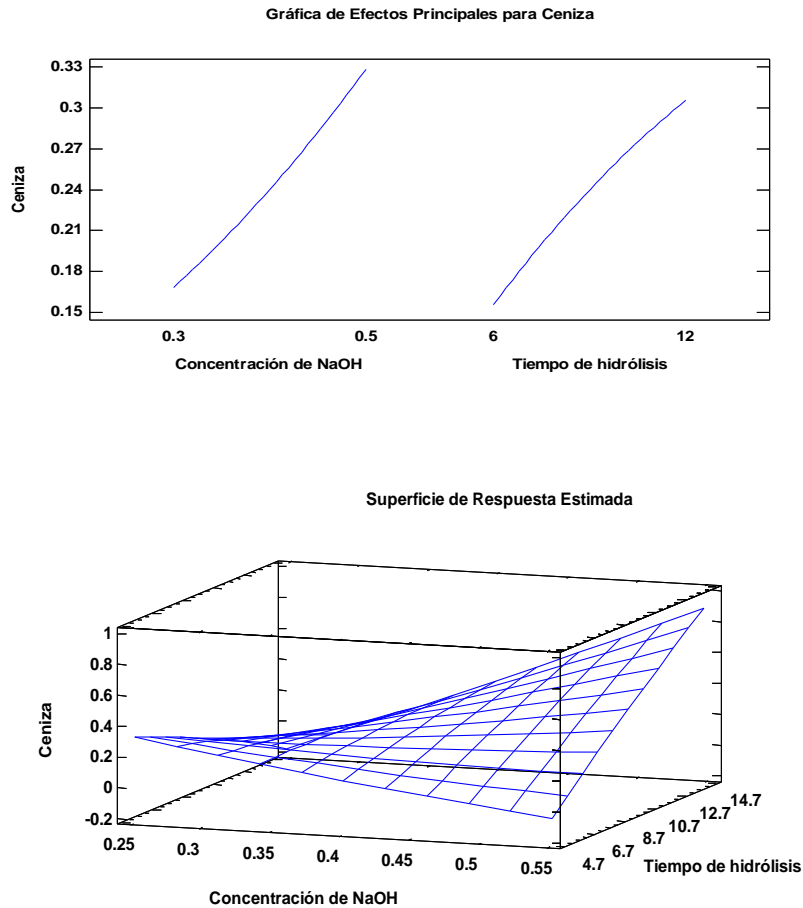 Gráfica de Efectos Principales para Ceniza
0.33
0.3
0.27
0.24
0.21
0.18
0.15
Ceniza
0.3 0.5 6 12
Concentración de NaOH Tiempo de hidrólisis
Superficie de Respuesta Estimada
1
0.8
0.6
0.4
0.2
0
-0.2
Ceniza
0.25 0.3 0.35 0.4 0.45 0.5 0.55
Concentración de NaOH
4.7 6.7 8.7 10.7 12.7 14.7
Tiempo de hidrólisis